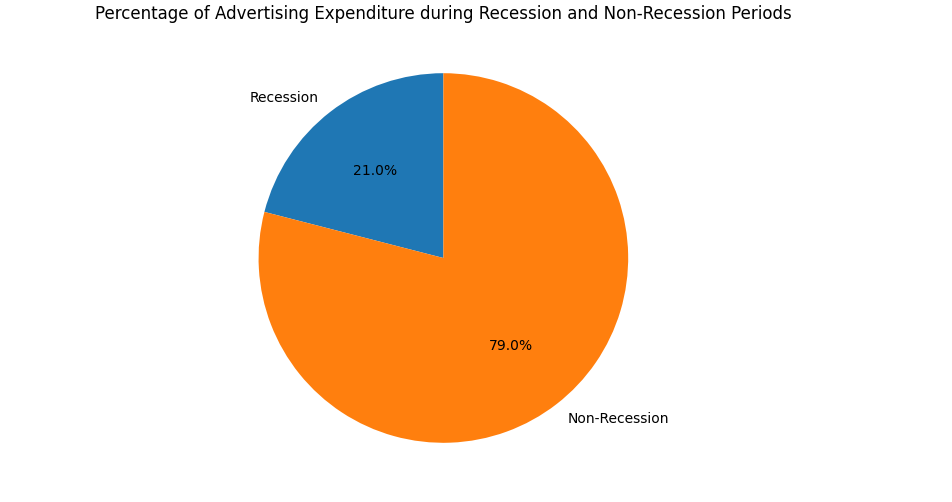 Percentage of Advertising Expenditure during Recession and Non-Recession Periods
Recession
21.0%
79.0%
Non-Recession